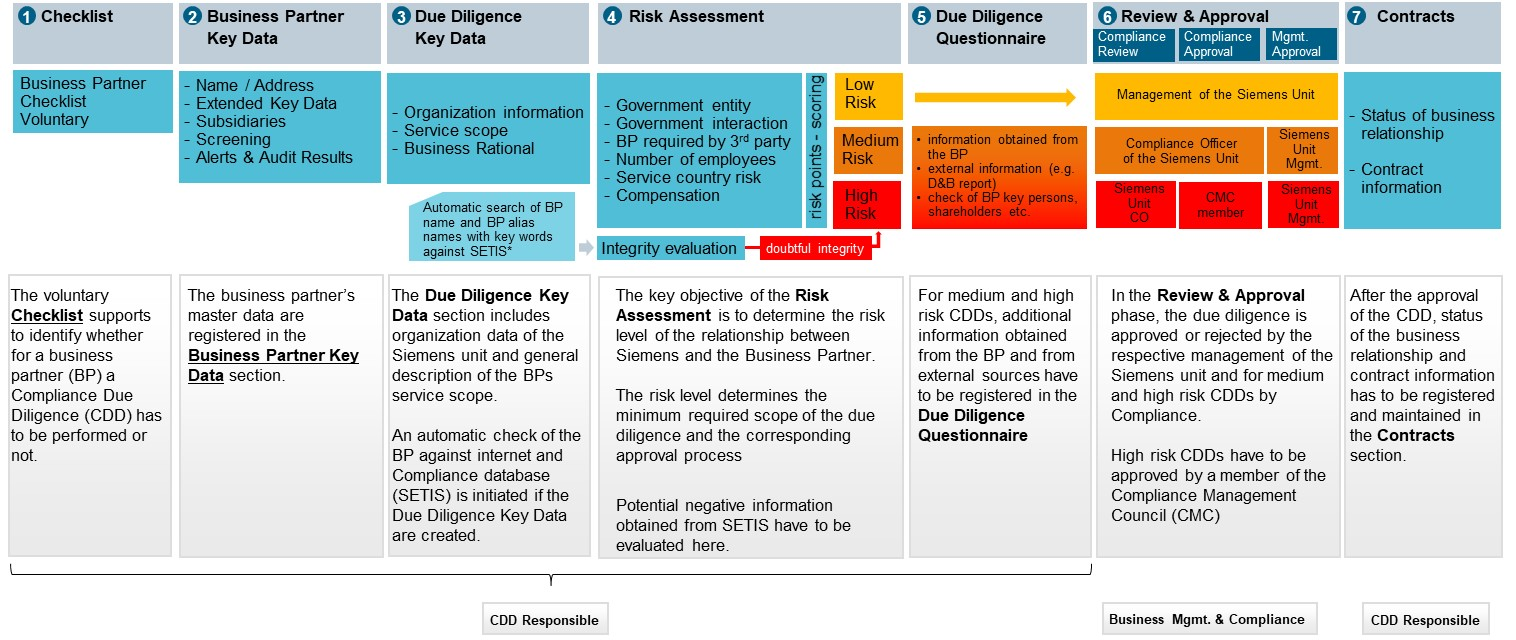 1 Checklist
2 Business Partner
Key Data
3 Due Diligence
Key Data
4 Risk Assessment
5 Due Diligence
Questionnaire
6 Review & Approval
Compliance
Review
Compliance
Approval
Mgmt.
Approval
7 Contracts
Business Partner
Checklist
Voluntary
- Name / Address
- Extended Key Data
- Subsidiaries
- Screening
- Alerts & Audit Results
- Organization information
- Service scope
- Business Rational
Automatic search of BP
name and BP alias
names with key words
against SETIS*
- Government entity
- Government interaction
- BP required by 3rd party
- Number of employees
- Service country risk
- Compensation
risk points - scoring
Low
Risk
Medium
Risk
High
Risk
Integrity evaluation
doubtful integrity
• information obtained from
the BP
• external information (e.g.
D&B report)
• check of BP key persons,
shareholders etc.
Management of the Siemens Unit
Compliance Officer
of the Siemens Unit
Siemens
Unit
Mgmt.
Siemens
Unit
CO
CMC
member
Siemens
Unit
Mgmt.
- Status of business
relationship
- Contract
information
The voluntary
Checklist supports
to identify whether
for a business
partner (BP) a
Compliance Due
Diligence (CDD) has
to be performed or
not.
The business partner's
master data are
registered in the
Business Partner Key
Data section.
The Due Diligence Key
Data section includes
organization data of the
Siemens unit and general
description of the BPs
service scope.
An automatic check of the
BP against internet and
Compliance database
(SETIS) is initiated if the
Due Diligence Key Data
are created.
The key objective of the Risk
Assessment is to determine the risk
level of the relationship between
Siemens and the Business Partner.
The risk level determines the
minimum required scope of the due
diligence and the corresponding
approval process
Potential negative information
obtained from SETIS have to be
evaluated here.
For medium and high
risk CDDs, additional
information obtained
from the BP and from
external sources have
to be registered in the
Due Diligence
Questionnaire
In the Review & Approval
phase, the due diligence is
approved or rejected by the
respective management of the
Siemens unit and for medium
and high risk CDDs by
Compliance.
High risk CDDs have to be
approved by a member of the
Compliance Management
Council (CMC)
After the approval
of the CDD, status
of the business
relationship and
contract information
has to be registered
and maintained in
the Contracts
section.
CDD Responsible
Business Mgmt. & Compliance
CDD Responsible